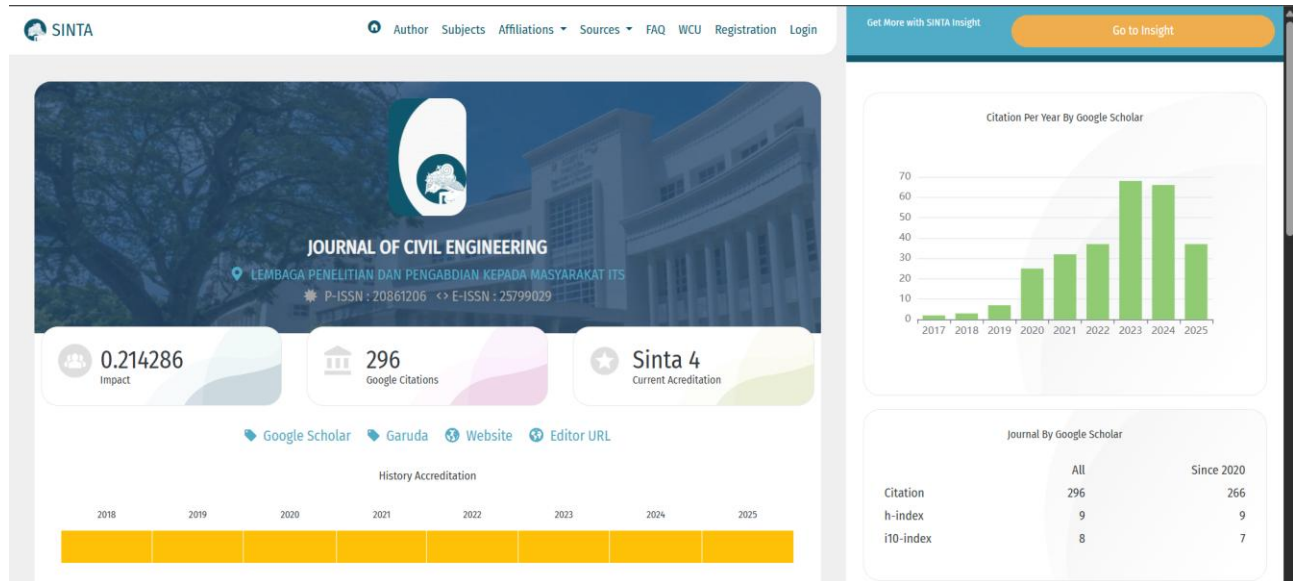 SINTA
Author Subjects Affiliations Sources FAQ WCU Registration Login
Get More with SINTA Insight
Go to Insight
JOURNAL OF CIVIL ENGINEERING
LEMBAGA PENELITIAN DAN PENGABDIAN KEPADA MASYARAKAT ITS
P-ISSN : 20861206 <> E-ISSN : 25799029
0.214286
Impact
296
Google Citations
Sinta 4
Current Acreditation
Google Scholar Garuda Website Editor URL
History Accreditation
2018 2019 2020 2021 2022 2023 2024 2025
Citation Per Year By Google Scholar
70
60
50
40
30
20
10
0
2017 2018 2019 2020 2021 2022 2023 2024 2025
Journal By Google Scholar
All Since 2020
Citation 296 266
h-index 9 9
i10-index 8 7